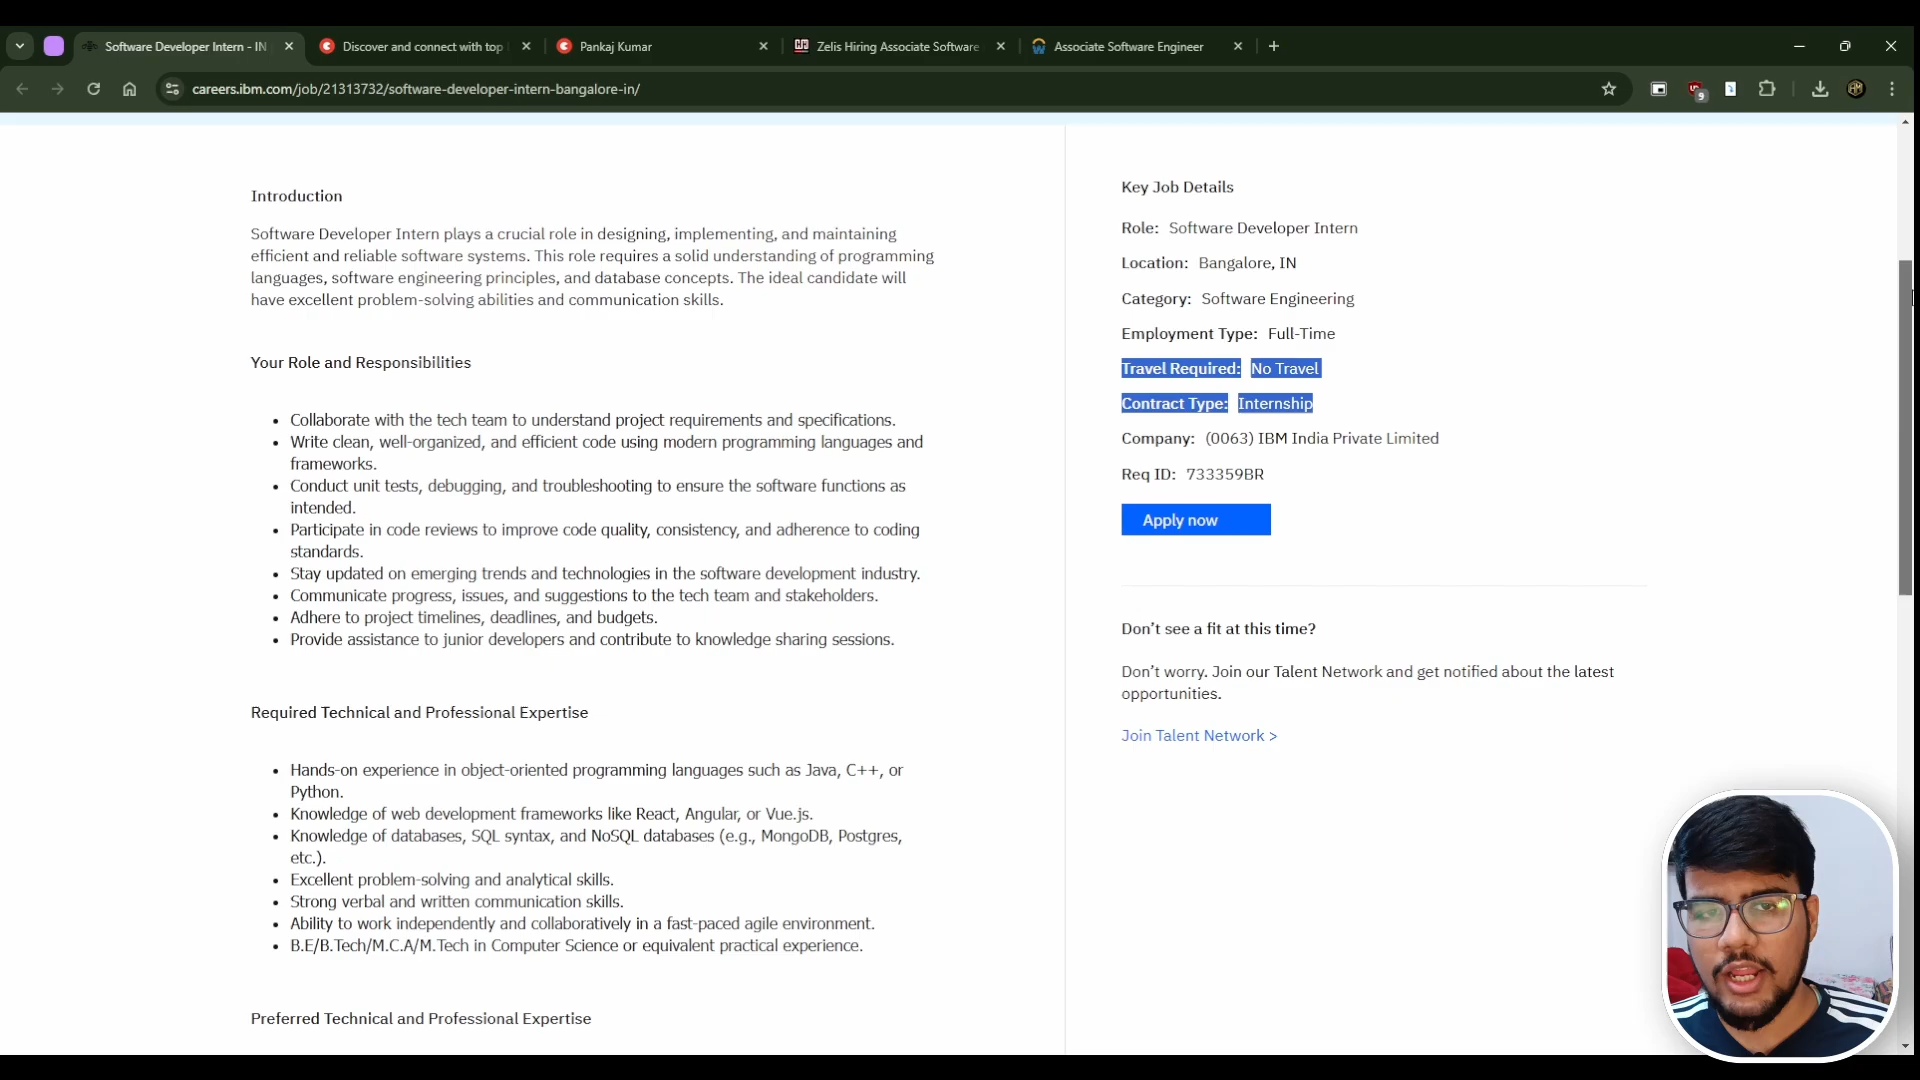 Software Developer Intern - IN
Discover and connect with top
Pankaj Kumar
Zelis Hiring Associate Software
Associate Software Engineer
careers.ibm.com/job/21313732/software-developer-intern-bangalore-in/
9
Introduction
Software Developer Intern plays a crucial role in designing, implementing, and maintaining
efficient and reliable software systems. This role requires a solid understanding of programming
languages, software engineering principles, and database concepts. The ideal candidate will
have excellent problem-solving abilities and communication skills.
Your Role and Responsibilities
• Collaborate with the tech team to understand project requirements and specifications.
• Write clean, well-organized, and efficient code using modern programming languages and
frameworks.
• Conduct unit tests, debugging, and troubleshooting to ensure the software functions as
intended.
• Participate in code reviews to improve code quality, consistency, and adherence to coding
standards.
• Stay updated on emerging trends and technologies in the software development industry.
• Communicate progress, issues, and suggestions to the tech team and stakeholders.
• Adhere to project timelines, deadlines, and budgets.
• Provide assistance to junior developers and contribute to knowledge sharing sessions.
Required Technical and Professional Expertise
• Hands-on experience in object-oriented programming languages such as Java, C++, or
Python.
• Knowledge of web development frameworks like React, Angular, or Vue.js.
• Knowledge of databases, SQL syntax, and NoSQL databases (e.g., MongoDB, Postgres,
etc.).
• Excellent problem-solving and analytical skills.
• Strong verbal and written communication skills.
• Ability to work independently and collaboratively in a fast-paced agile environment.
• B.E/B.Tech/M.C.A/M.Tech in Computer Science or equivalent practical experience.
Preferred Technical and Professional Expertise
Key Job Details
Role: Software Developer Intern
Location: Bangalore, IN
Category: Software Engineering
Employment Type: Full-Time
Travel Required: No Travel
Contract Type: Internship
Company: (0063) IBM India Private Limited
Req ID: 733359BR
Apply now
Don't see a fit at this time?
Don't worry. Join our Talent Network and get notified about the latest
opportunities.
Join Talent Network >